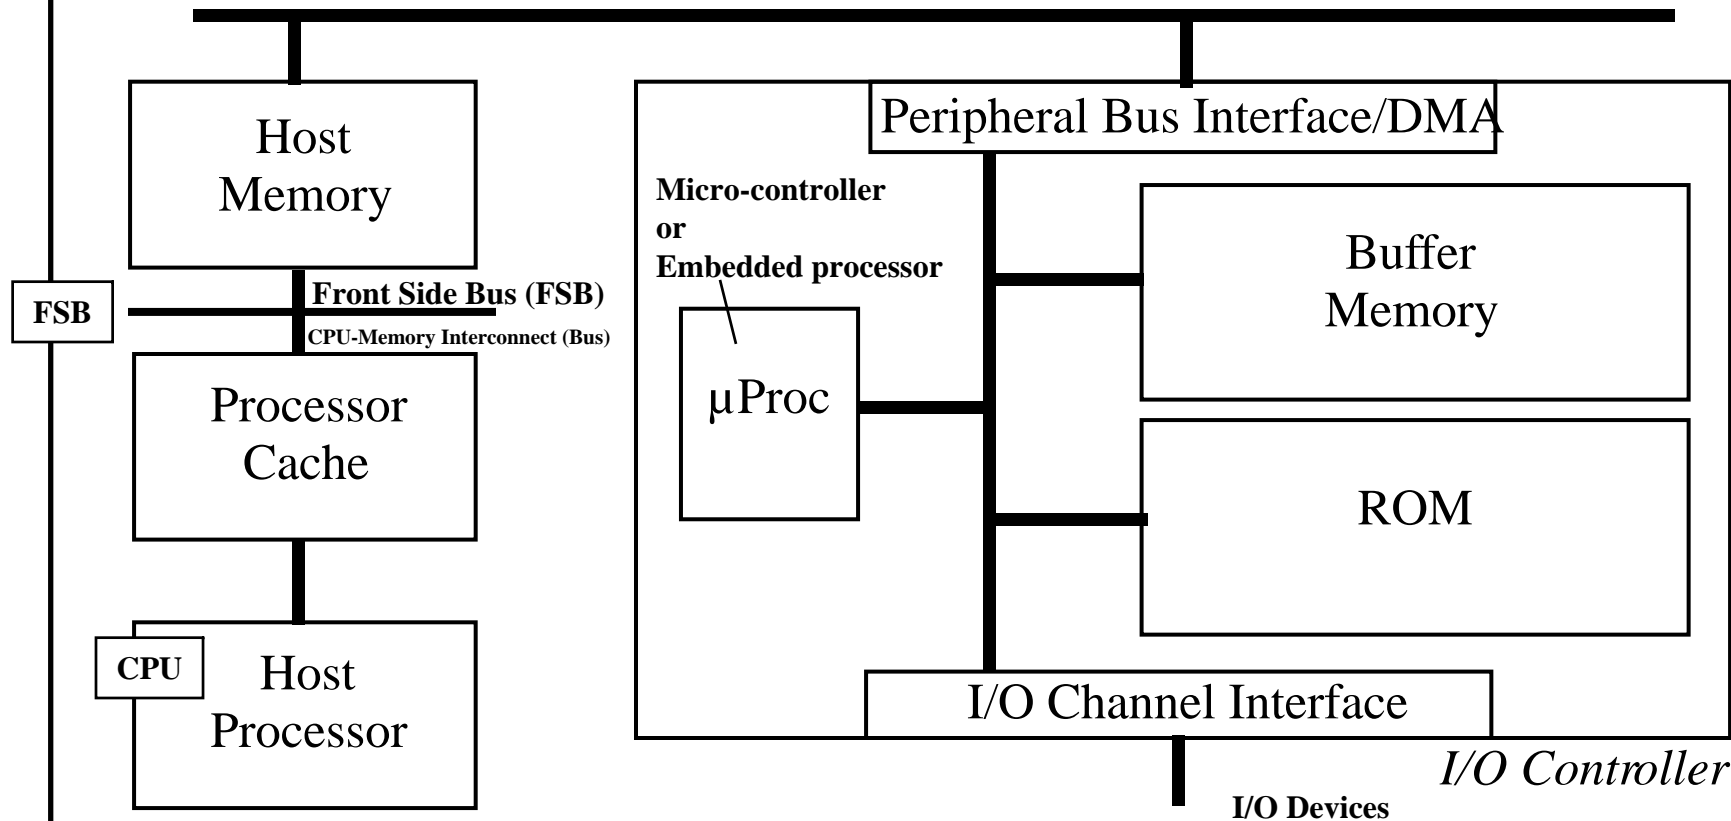 Host
Memory
FSB
Front Side Bus (FSB)
CPU-Memory Interconnect (Bus)
Processor
Cache
CPU
Host
Processor
Peripheral Bus Interface/DMA
Micro-controller
or
Embedded processor
µProc
Buffer
Memory
ROM
I/O Channel Interface
I/O Controller
I/O Devices